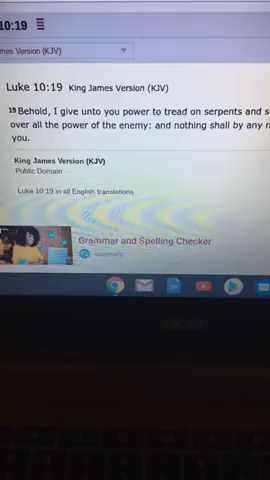 10:19
mes Version (KJV)
Luke 10:19 King James Version (KJV)
19 Behold, I give unto you power to tread on serpents and s
over all the power of the enemy: and nothing shall by any
you.
King James Version (KJV)
Public Domain
Luke 10:19 in all English translations
Grammar and Spelling Checker